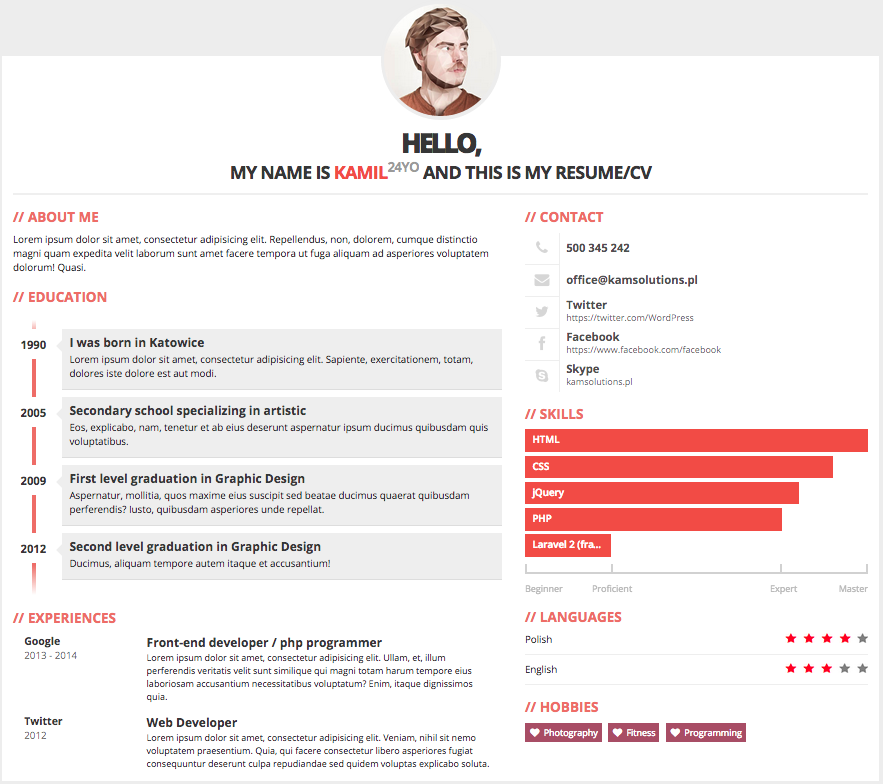 HELLO,
MY NAME IS KAMIL24YO AND THIS IS MY RESUME/CV
// ABOUT ME
Lorem ipsum dolor sit amet, consectetur adipisicing elit. Repellendus, non, dolorem, cumque distinctio
magni quam expedita velit laborum sunt amet facere tempora ut fuga aliquam ad asperiores voluptatem
dolorum! Quasi.
// EDUCATION
1990
I was born in Katowice
Lorem ipsum dolor sit amet, consectetur adipisicing elit. Sapiente, exercitationem, totam,
dolores iste dolore est aut modi.
2005
Secondary school specializing in artistic
Eos, explicabo, nam, tenetur et ab eius deserunt aspernatur ipsum ducimus quibusdam quis
voluptatibus.
2009
First level graduation in Graphic Design
Aspernatur, mollitia, quos maxime eius suscipit sed beatae ducimus quaerat quibusdam
perferendis? Iusto, quibusdam asperiores unde repellat.
2012
Second level graduation in Graphic Design
Ducimus, aliquam tempore autem itaque et accusantium!
// EXPERIENCES
Google
2013 - 2014
Front-end developer / php programmer
Lorem ipsum dolor sit amet, consectetur adipisicing elit. Ullam, et, illum
perferendis veritatis velit sunt similique qui magni totam harum tempore eius
laboriosam accusantium necessitatibus voluptatum? Enim, itaque dignissimos
quia.
Twitter
2012
Web Developer
Lorem ipsum dolor sit amet, consectetur adipisicing elit. Veniam, nihil sit nemo
voluptatem praesentium. Quia, qui facere consectetur libero asperiores fugiat
consequuntur deserunt culpa repudiandae sed quidem voluptas explicabo soluta.
// CONTACT
500 345 242
office@kamsolutions.pl
Twitter
https://twitter.com/WordPress
Facebook
https://www.facebook.com/facebook
Skype
kamsolutions.pl
// SKILLS
HTML
CSS
jQuery
PHP
Laravel 2 (fra...
Beginner Proficient Expert Master
// LANGUAGES
Polish
English
// HOBBIES
Photography Fitness Programming